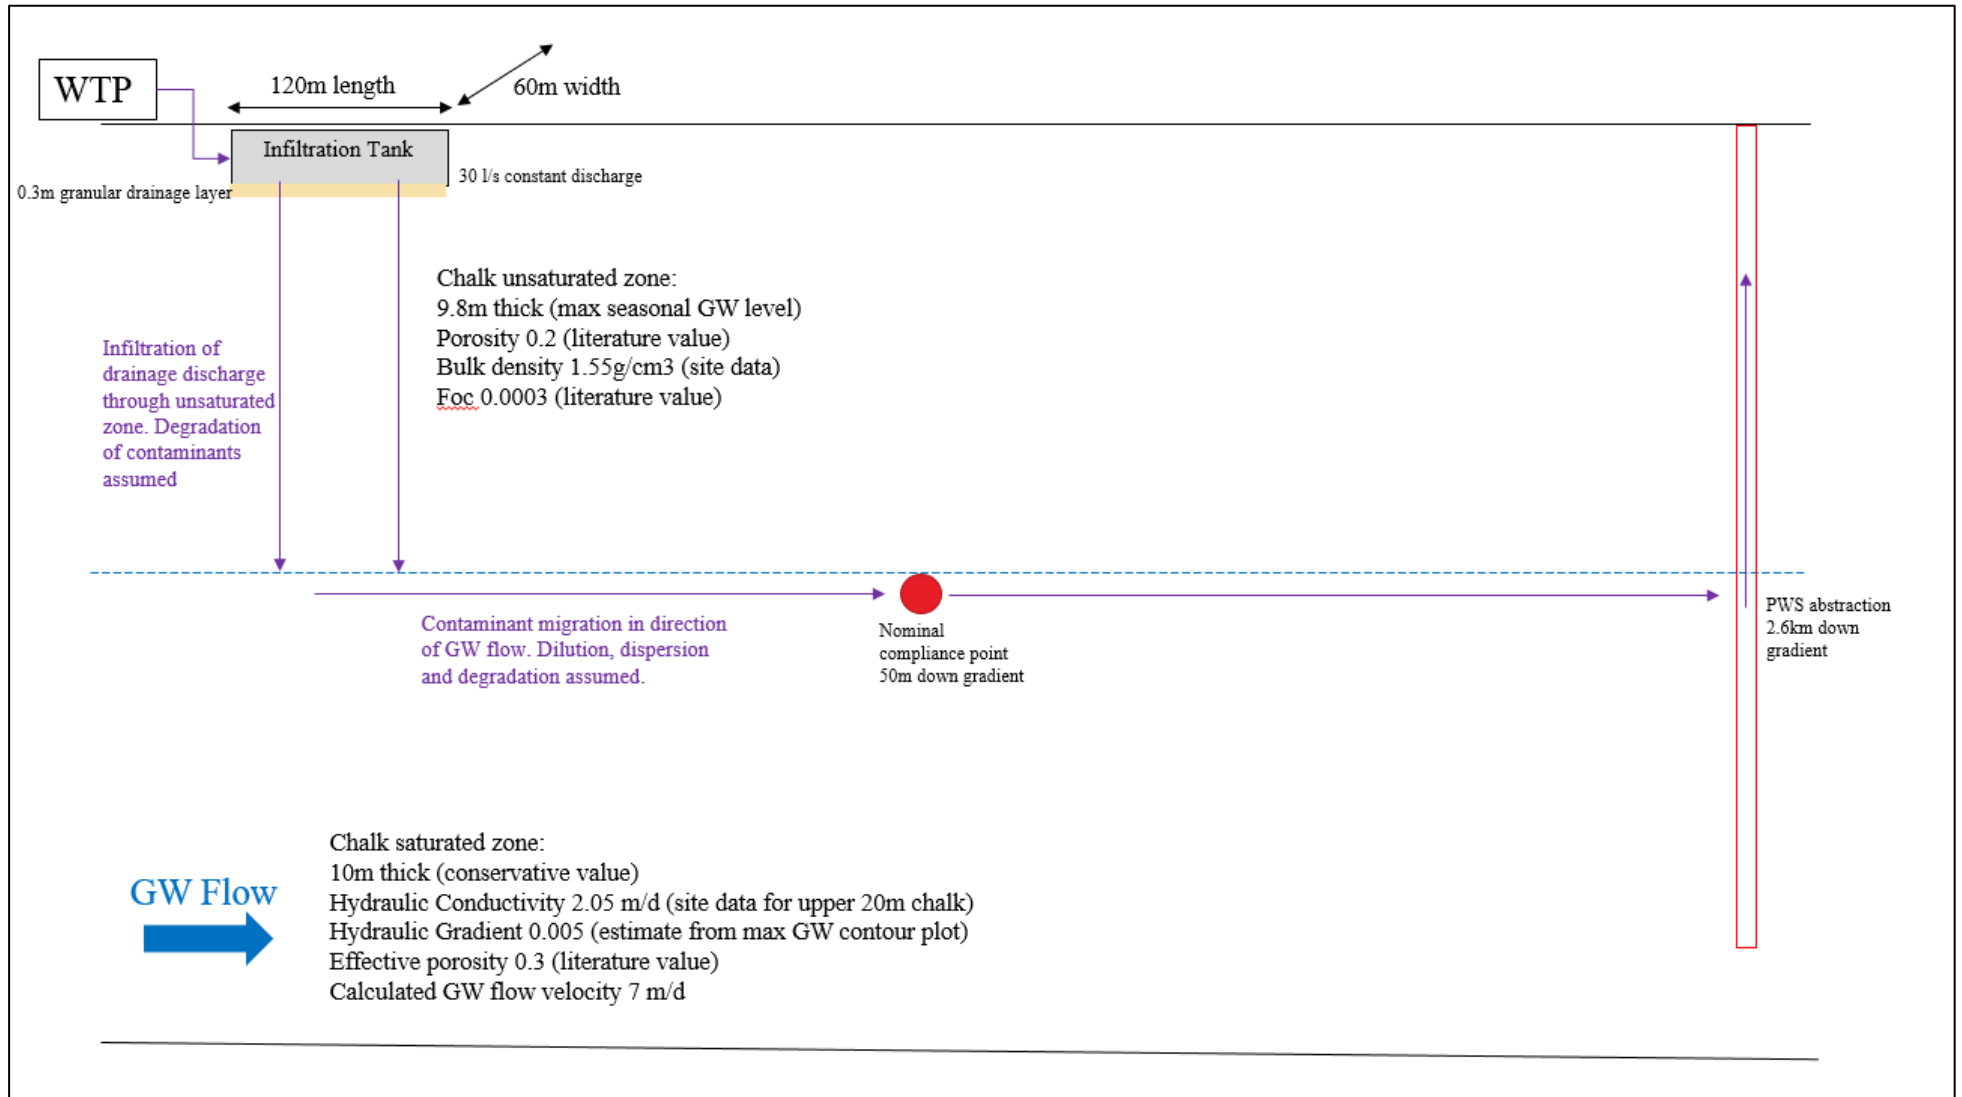 WTP
120m length
60m width
Infiltration Tank
30 l/s constant discharge
0.3m granular drainage layer
Chalk unsaturated zone:
9.8m thick (max seasonal GW level)
Porosity 0.2 (literature value)
Bulk density 1.55g/cm3 (site data)
Foc 0.0003 (literature value)
Infiltration of
drainage discharge
through unsaturated
zone. Degradation
of contaminants
assumed
Contaminant migration in direction
of GW flow. Dilution, dispersion
and degradation assumed.
Nominal
compliance point
50m down gradient
PWS abstraction
2.6km down
gradient
GW Flow
Chalk saturated zone:
10m thick (conservative value)
Hydraulic Conductivity 2.05 m/d (site data for upper 20m chalk)
Hydraulic Gradient 0.005 (estimate from max GW contour plot)
Effective porosity 0.3 (literature value)
Calculated GW flow velocity 7 m/d